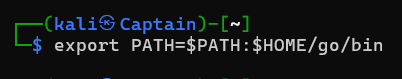 ┌──(kali㉿Captain)-[~]
└─$ export PATH=$PATH:$HOME/go/bin